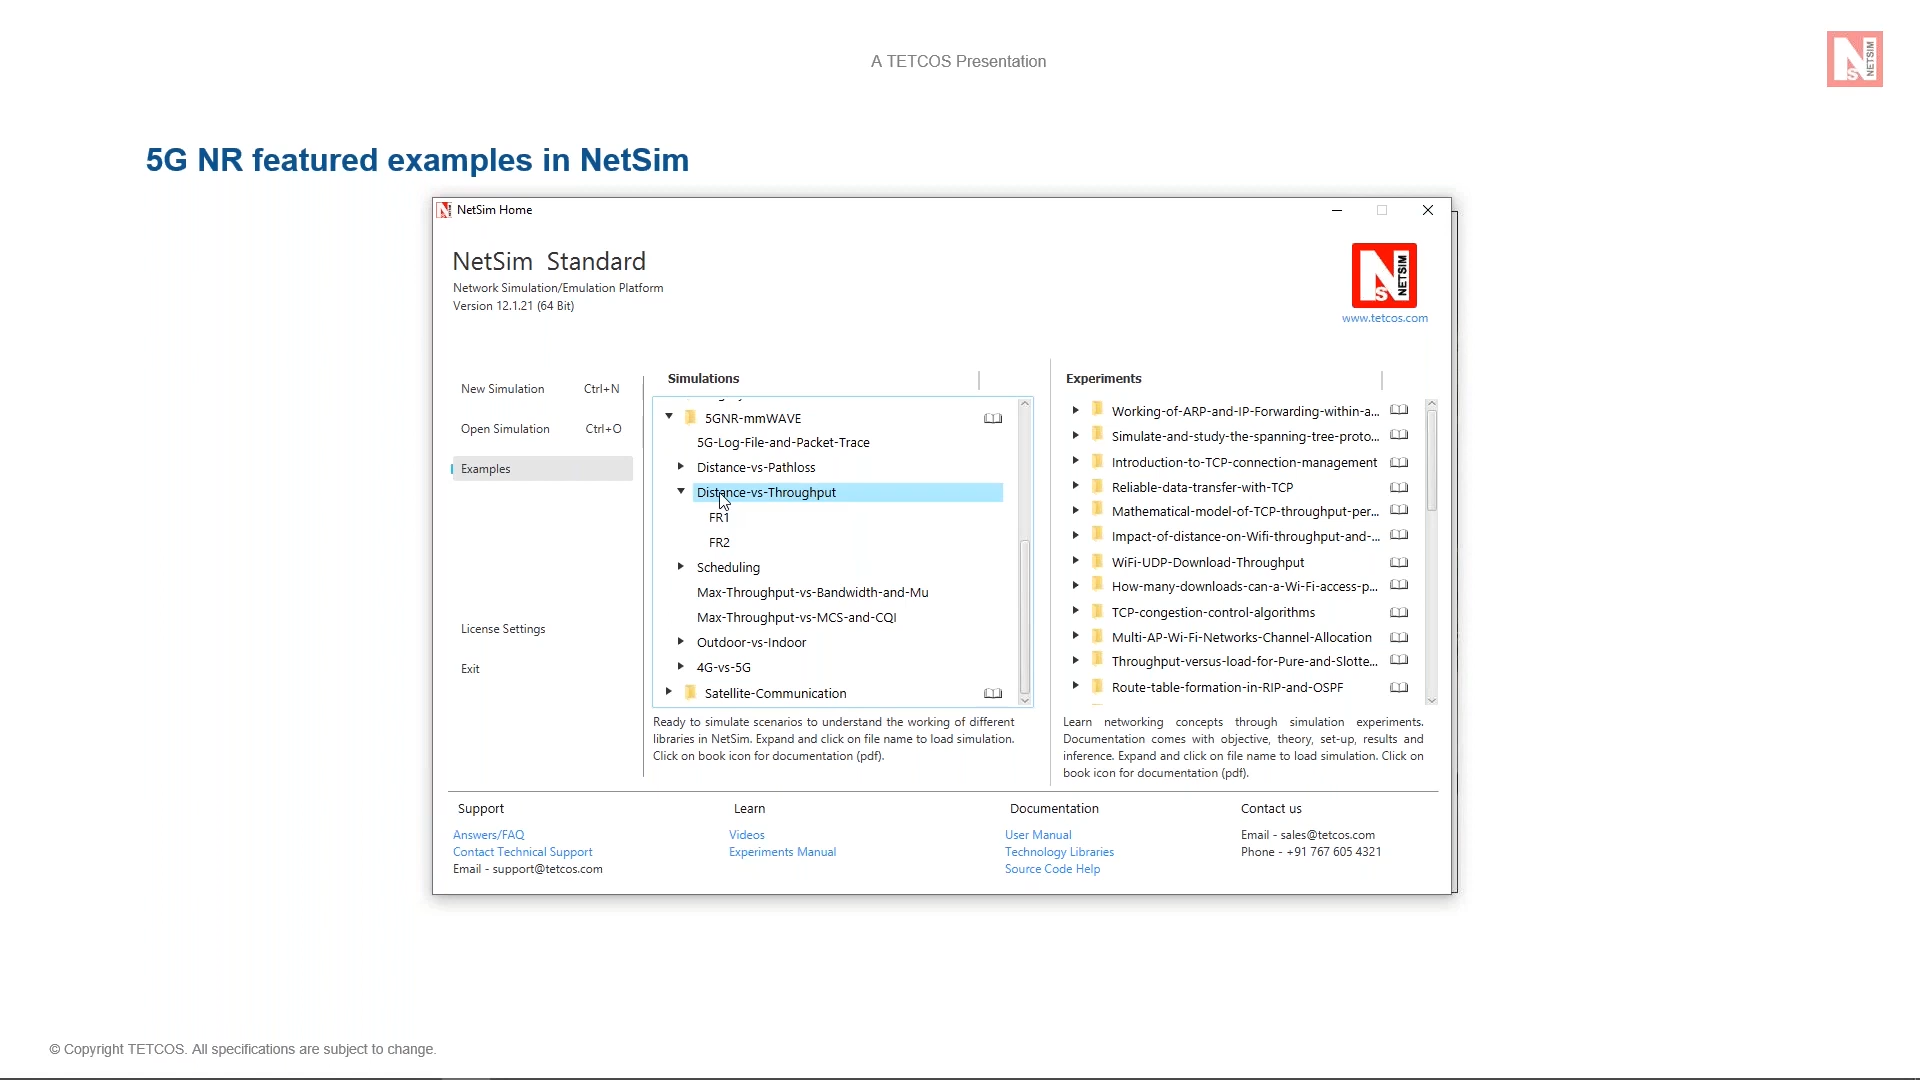 A TETCOS Presentation
NETSIM
5G NR featured examples in NetSim
NetSim Home
NetSim Standard
Network Simulation/Emulation Platform
Version 12.1.21 (64 Bit)
NETSIM
www.tetcos.com
New Simulation Ctrl+N
Open Simulation Ctrl+O
Examples
License Settings
Exit
Simulations
5GNR-mmWAVE
5G-Log-File-and-Packet-Trace
Distance-vs-Pathloss
Distance-vs-Throughput
FR1
FR2
Scheduling
Max-Throughput-vs-Bandwidth-and-Mu
Max-Throughput-vs-MCS-and-CQI
Outdoor-vs-Indoor
4G-vs-5G
Satellite-Communication
Ready to simulate scenarios to understand the working of different
libraries in NetSim. Expand and click on file name to load simulation.
Click on book icon for documentation (pdf).
Experiments
Working-of-ARP-and-IP-Forwarding-within-a...
Simulate-and-study-the-spanning-tree-proto...
Introduction-to-TCP-connection-management
Reliable-data-transfer-with-TCP
Mathematical-model-of-TCP-throughput-per...
Impact-of-distance-on-Wifi-throughput-and-...
WiFi-UDP-Download-Throughput
How-many-downloads-can-a-Wi-Fi-access-p...
TCP-congestion-control-algorithms
Multi-AP-Wi-Fi-Networks-Channel-Allocation
Throughput-versus-load-for-Pure-and-Slotte...
Route-table-formation-in-RIP-and-OSPF
Learn networking concepts through simulation experiments.
Documentation comes with objective, theory, set-up, results and
inference. Expand and click on file name to load simulation. Click on
book icon for documentation (pdf).
Support
Answers/FAQ
Contact Technical Support
Email - support@tetcos.com
Learn
Videos
Experiments Manual
Documentation
User Manual
Technology Libraries
Source Code Help
Contact us
Email - sales@tetcos.com
Phone - +91 767 605 4321
© Copyright TETCOS. All specifications are subject to change.